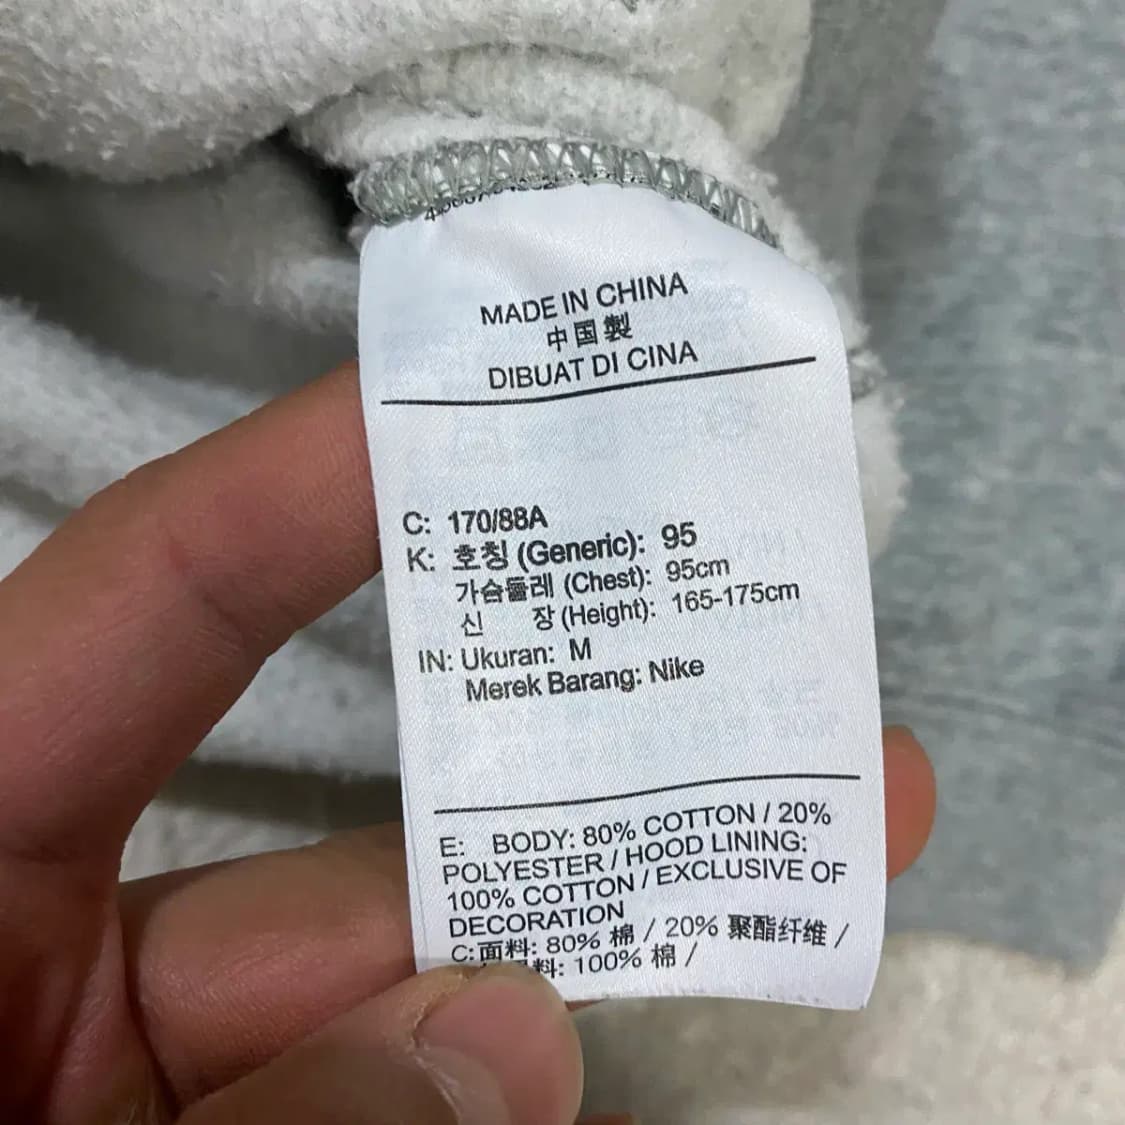 MADE IN CHINA
中国製
DIBUAT DI CINA
C: 170/88A
K: 호칭 (Generic): 95
가슴둘레 (Chest): 95cm
신 장 (Height): 165-175cm
IN: Ukuran: M
Merek Barang: Nike
E: BODY: 80% COTTON / 20%
POLYESTER / HOOD LINING:
100% COTTON / EXCLUSIVE OF
DECORATION
C: 面料: 80% 棉 / 20% 聚酯纤维 /
料: 100% 棉 /